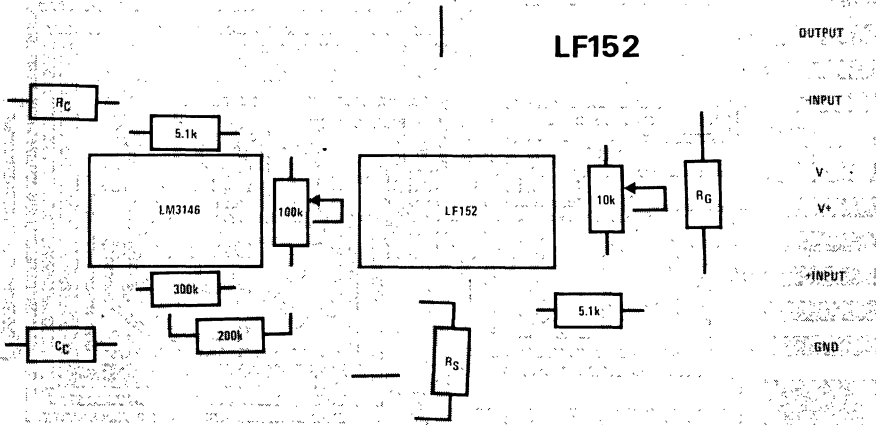 OUTPUT
LF152
RC
-INPUT
5.1k
V-
LM3146
100k
LF152
10k
RG
V+
+INPUT
300k
5.1k
200k
CC
RS
GND